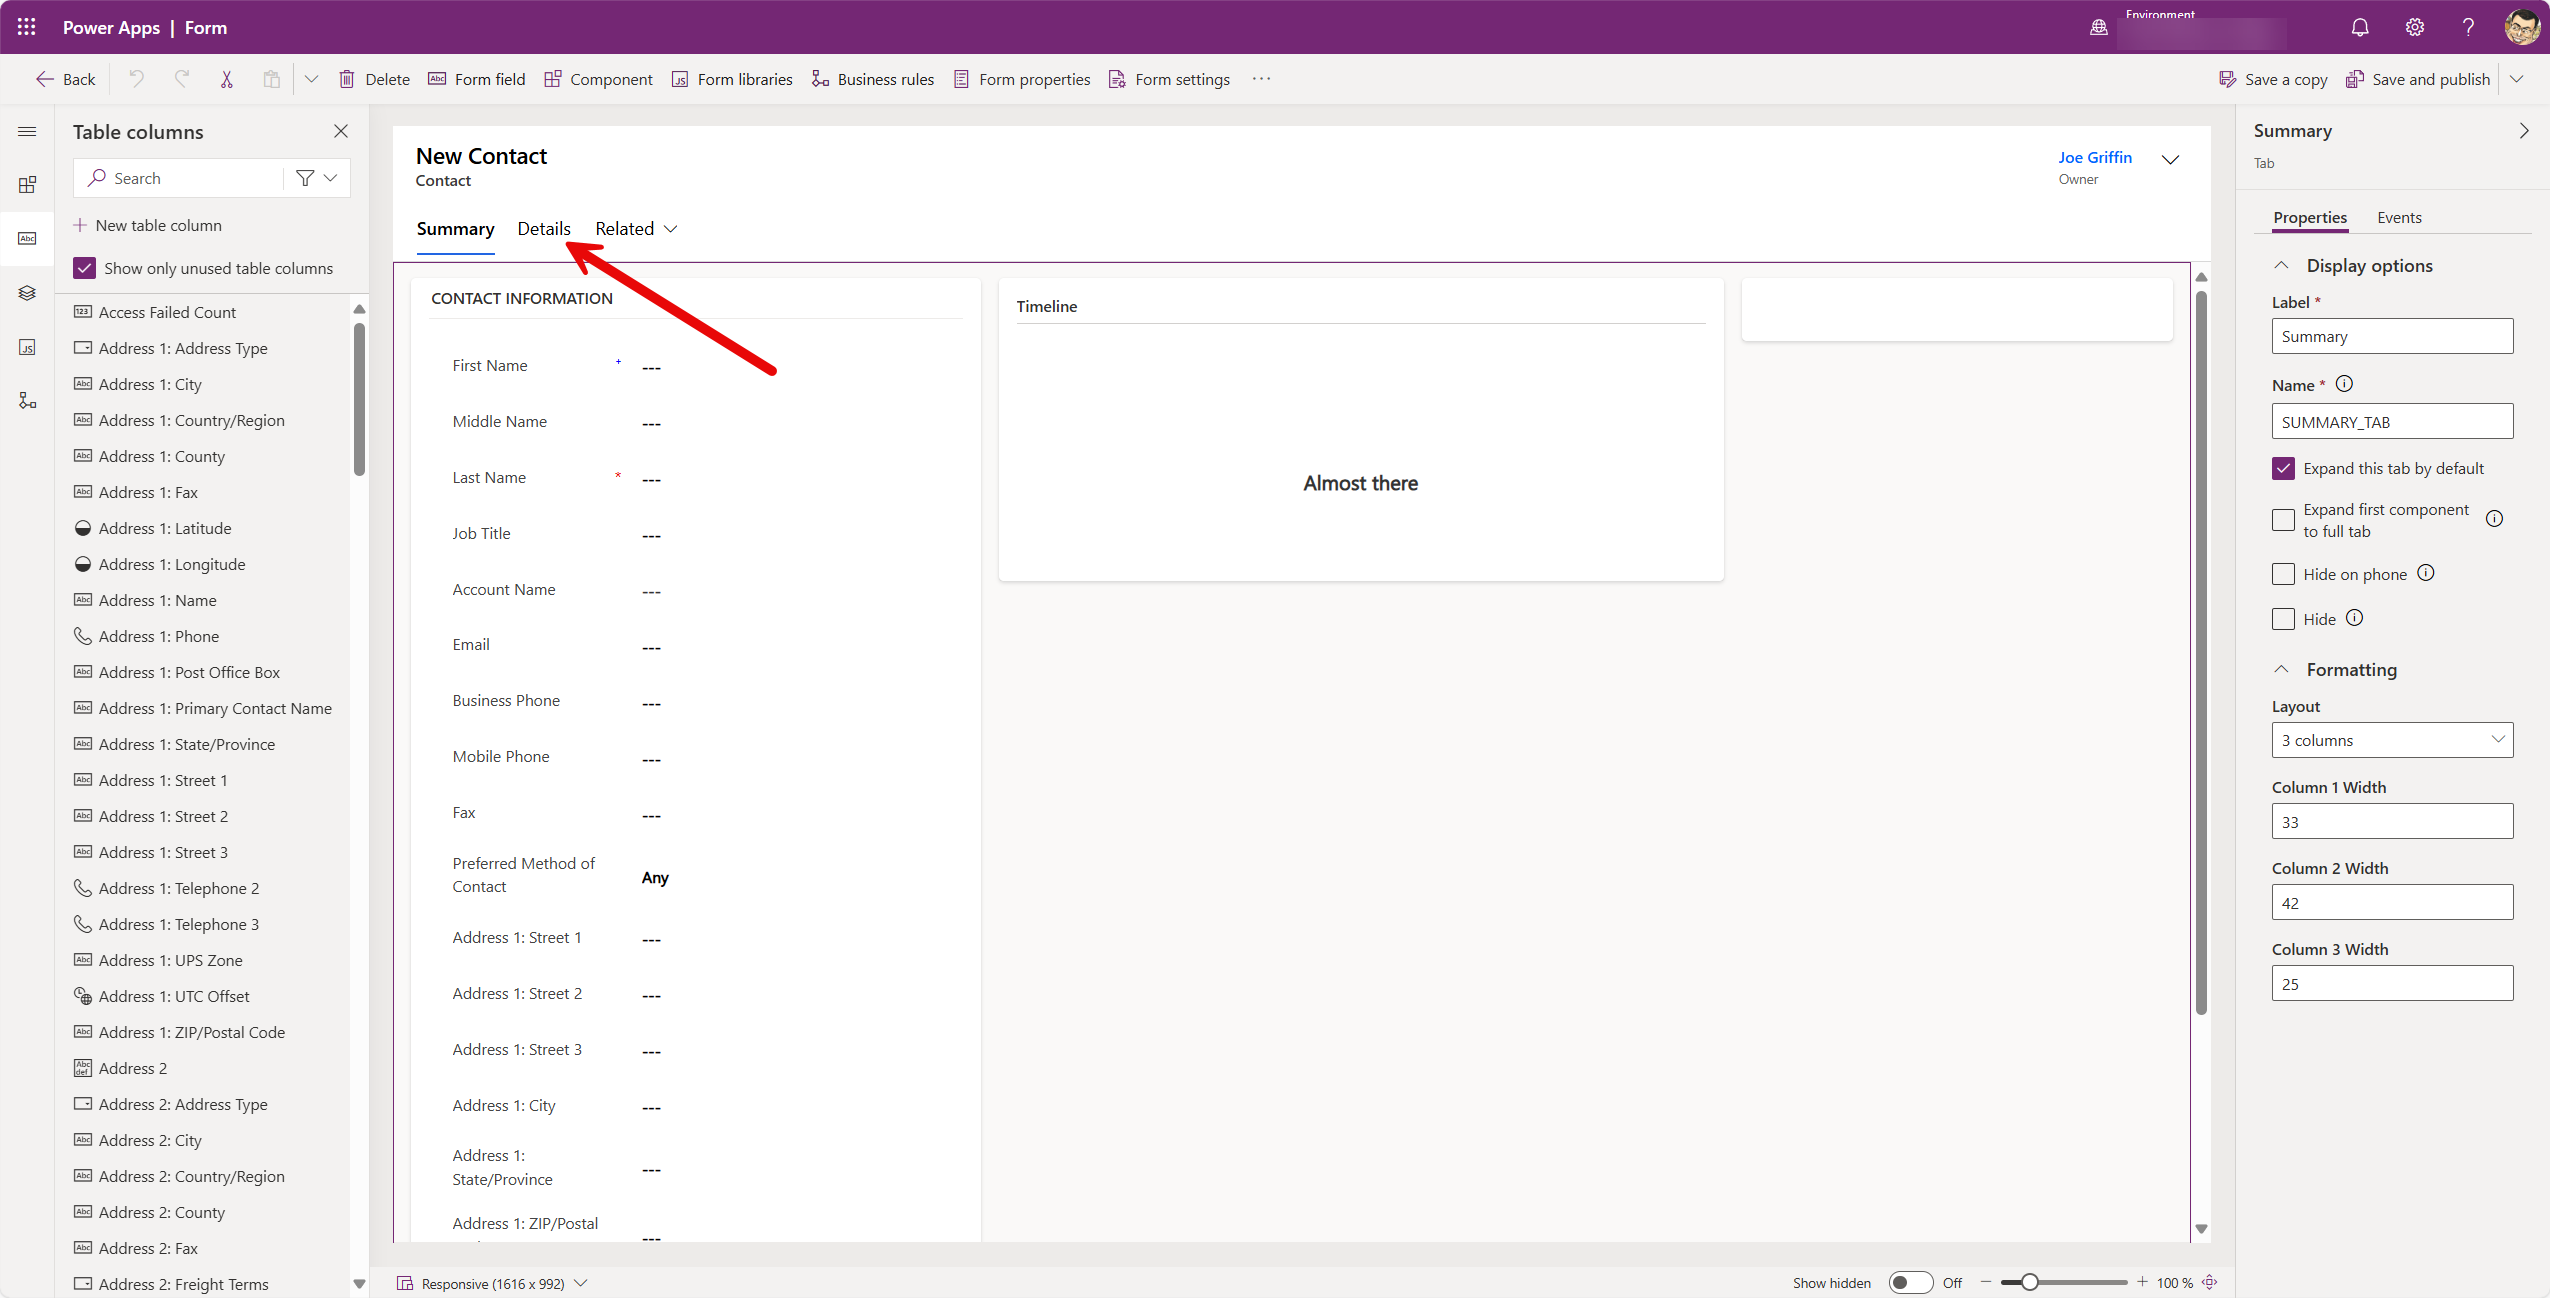 Power Apps | Form
Environment
Back
Delete
Form field
Component
Form libraries
Business rules
Form properties
Form settings
Save a copy
Save and publish
Table columns
Search
New table column
Show only unused table columns
Access Failed Count
Address 1: Address Type
Address 1: City
Address 1: Country/Region
Address 1: County
Address 1: Fax
Address 1: Latitude
Address 1: Longitude
Address 1: Name
Address 1: Phone
Address 1: Post Office Box
Address 1: Primary Contact Name
Address 1: State/Province
Address 1: Street 1
Address 1: Street 2
Address 1: Street 3
Address 1: Telephone 2
Address 1: Telephone 3
Address 1: UPS Zone
Address 1: UTC Offset
Address 1: ZIP/Postal Code
Address 2
Address 2: Address Type
Address 2: City
Address 2: Country/Region
Address 2: County
Address 2: Fax
Address 2: Freight Terms
New Contact
Contact
Joe Griffin
Owner
Summary Details Related
CONTACT INFORMATION
First Name + ---
Middle Name ---
Last Name * ---
Job Title ---
Account Name ---
Email ---
Business Phone ---
Mobile Phone ---
Fax ---
Preferred Method of
Contact
Any
Address 1: Street 1 ---
Address 1: Street 2 ---
Address 1: Street 3 ---
Address 1: City ---
Address 1:
State/Province
---
Address 1: ZIP/Postal
---
Timeline
Almost there
Responsive (1616 x 992)
Show hidden Off
100 %
Summary
Tab
Properties Events
Display options
Label *
Summary
Name *
SUMMARY_TAB
Expand this tab by default
Expand first component
to full tab
Hide on phone
Hide
Formatting
Layout
3 columns
Column 1 Width
33
Column 2 Width
42
Column 3 Width
25